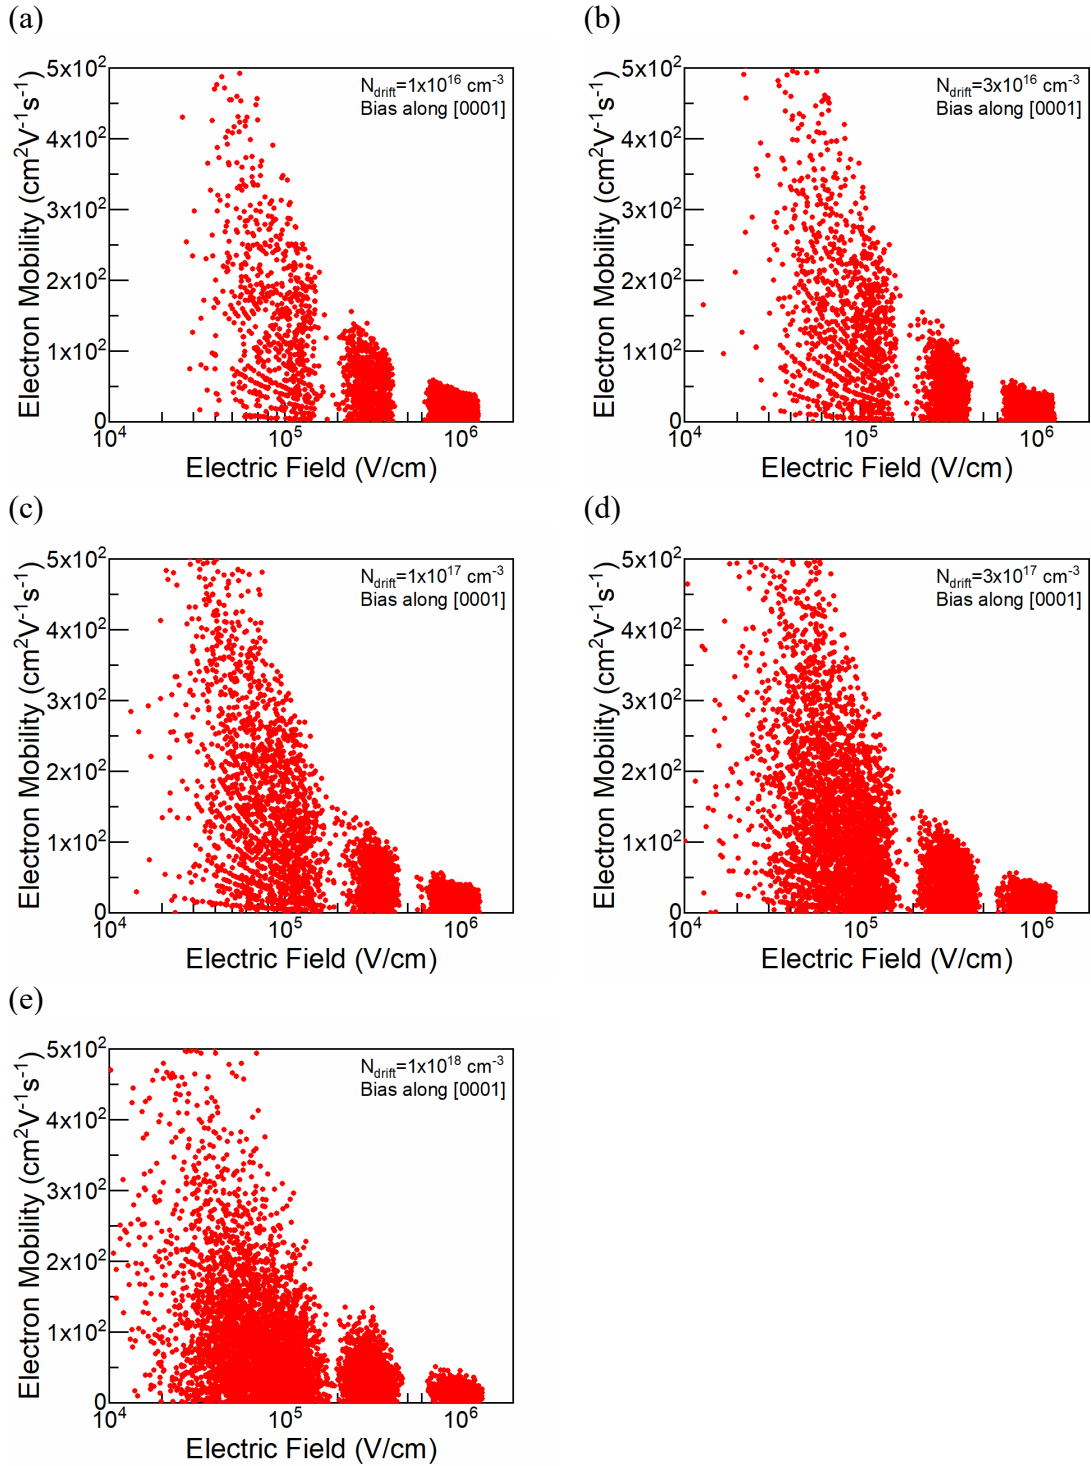 (a)
(b)
5x10² 4x10² 3x10² 2x10² 1x10² 0
Electron Mobility (cm²V⁻¹s⁻¹)
N_drift=1x10¹⁶ cm⁻³
Bias along [0001]
10⁴ 10⁵ 10⁶
Electric Field (V/cm)
5x10² 4x10² 3x10² 2x10² 1x10² 0
Electron Mobility (cm²V⁻¹s⁻¹)
N_drift=3x10¹⁶ cm⁻³
Bias along [0001]
10⁴ 10⁵ 10⁶
Electric Field (V/cm)
(c)
(d)
5x10² 4x10² 3x10² 2x10² 1x10² 0
Electron Mobility (cm²V⁻¹s⁻¹)
N_drift=1x10¹⁷ cm⁻³
Bias along [0001]
10⁴ 10⁵ 10⁶
Electric Field (V/cm)
5x10² 4x10² 3x10² 2x10² 1x10² 0
Electron Mobility (cm²V⁻¹s⁻¹)
N_drift=3x10¹⁷ cm⁻³
Bias along [0001]
10⁴ 10⁵ 10⁶
Electric Field (V/cm)
(e)
5x10² 4x10² 3x10² 2x10² 1x10² 0
Electron Mobility (cm²V⁻¹s⁻¹)
N_drift=1x10¹⁸ cm⁻³
Bias along [0001]
10⁴ 10⁵ 10⁶
Electric Field (V/cm)